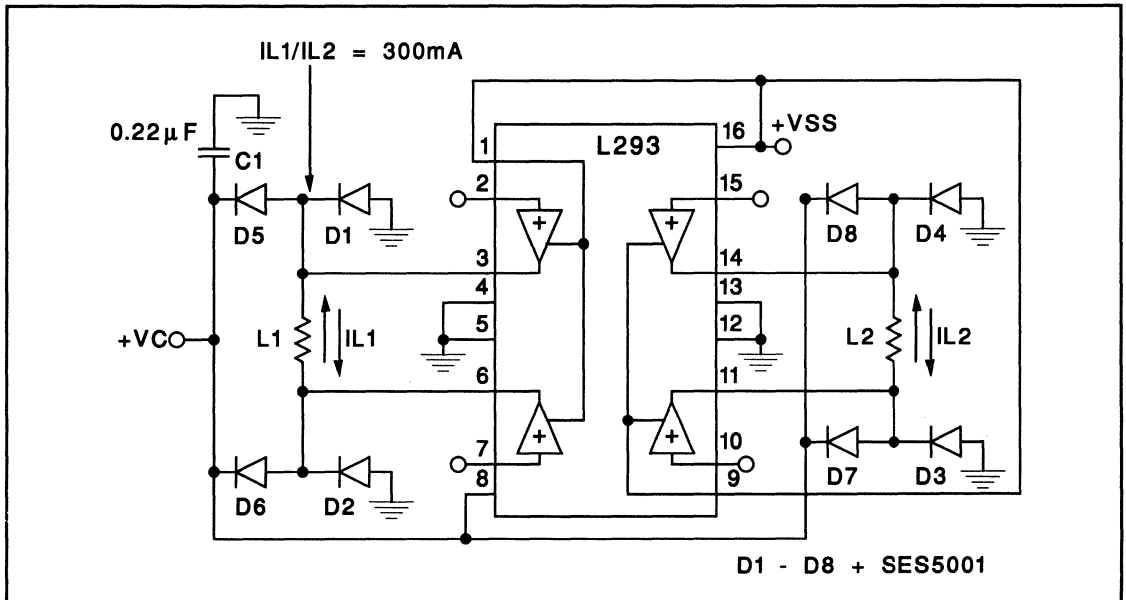 IL1/IL2 = 300mA
0.22μF
C1
D5
D1
+VC
L1
IL1
D6
D2
L293
1
2
3
4
5
6
7
8
16
15
14
13
12
11
10
9
+VSS
D8
D4
L2
IL2
D7
D3
+
+
+
+
D1 - D8 + SES5001